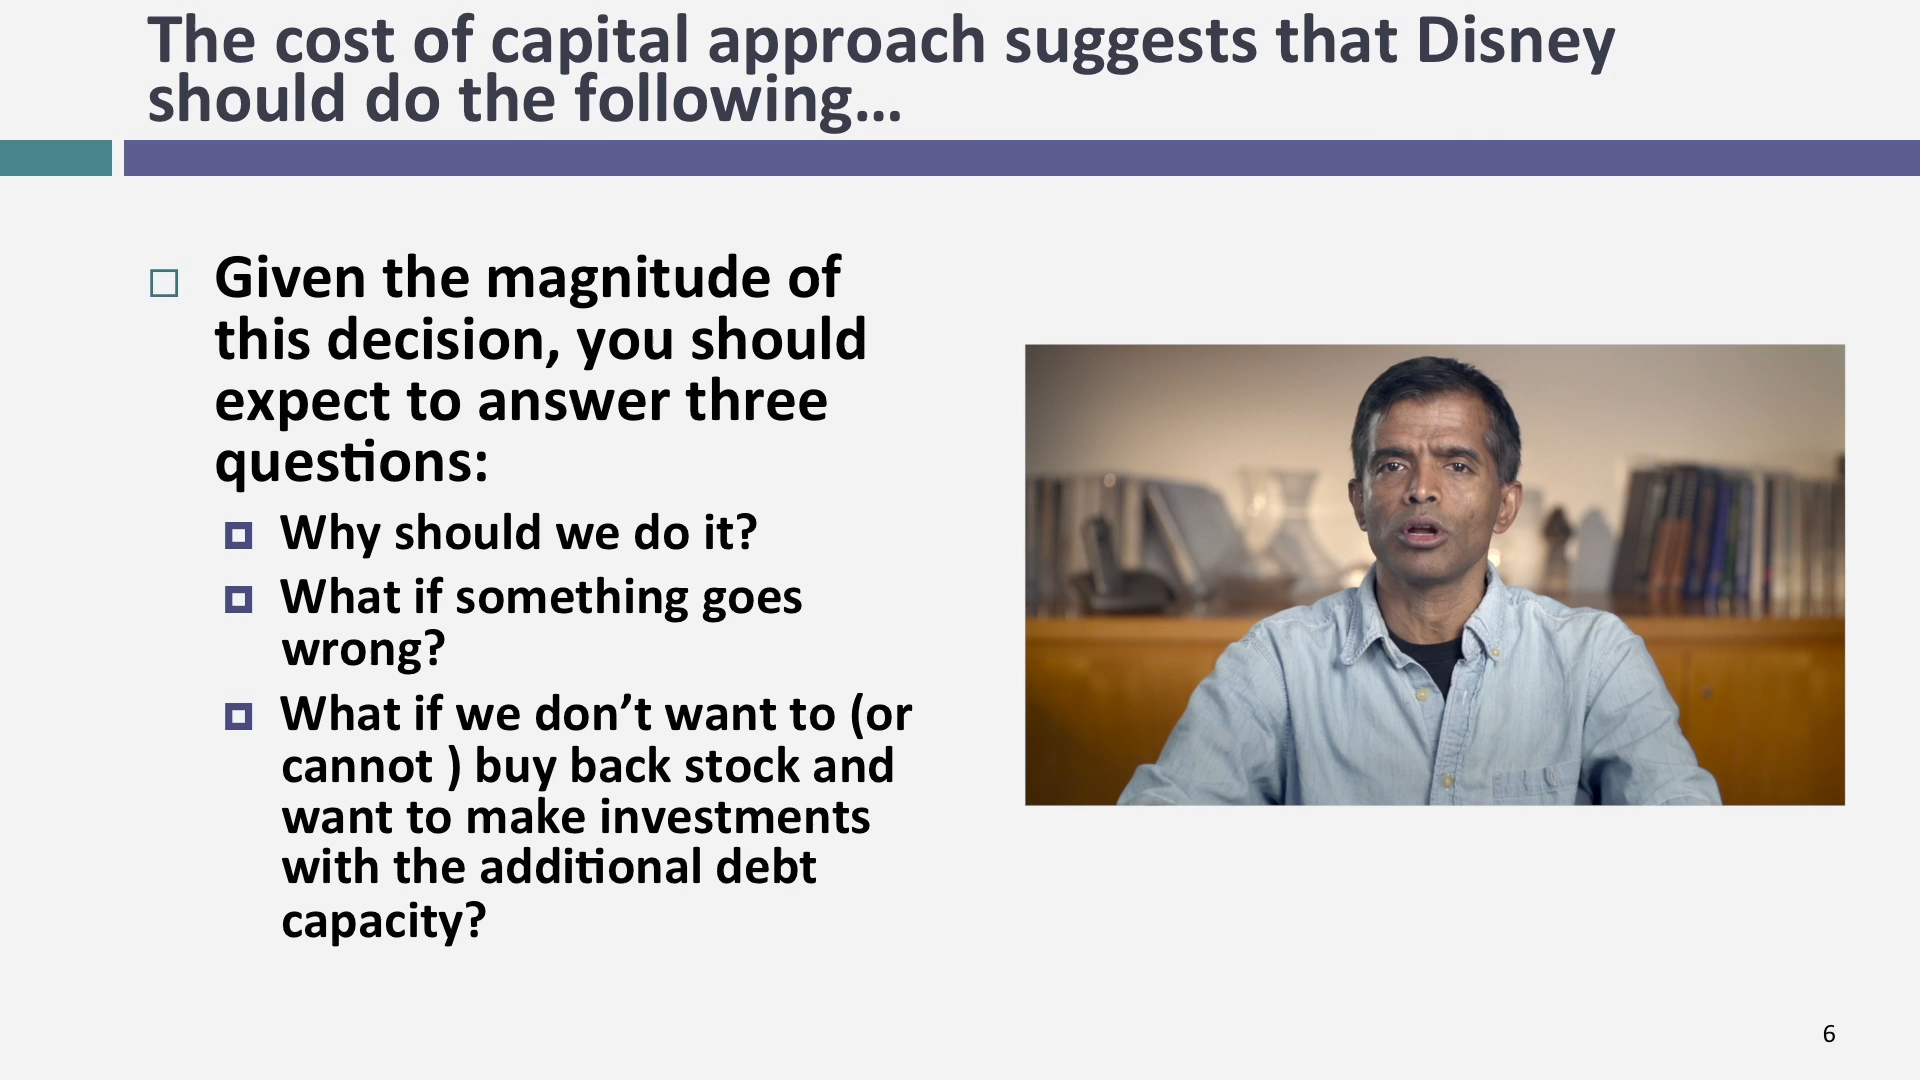 The cost of capital approach suggests that Disney
should do the following…
Given the magnitude of
this decision, you should
expect to answer three
questions:
Why should we do it?
What if something goes
wrong?
What if we don’t want to (or
cannot ) buy back stock and
want to make investments
with the additional debt
capacity?
6